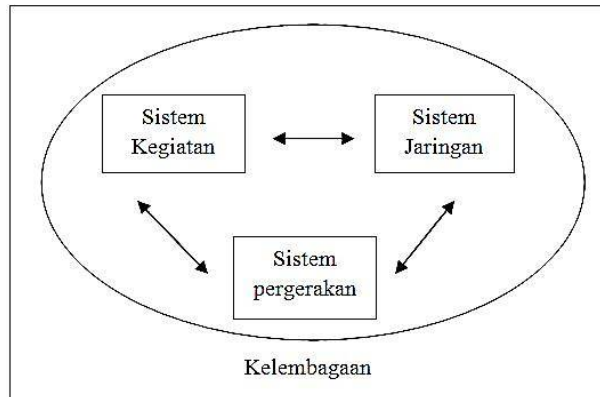 Sistem
Kegiatan
Sistem
Jaringan
Sistem
pergerakan
Kelembagaan